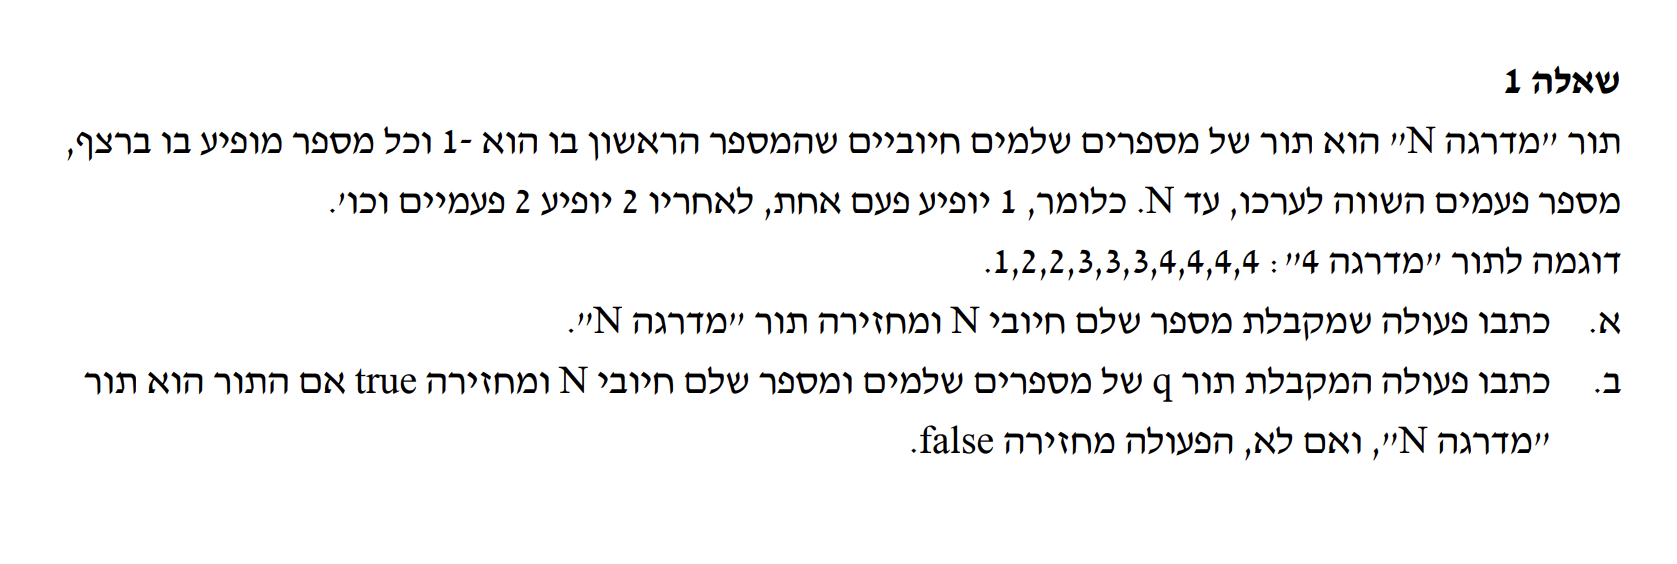 שאלה 1
תור "מדרגה N" הוא תור של מספרים שלמים חיוביים שהמספר הראשון בו הוא -1 וכל מספר מופיע בו ברצף,
מספר פעמים השווה לערכו, עד N. כלומר, 1 יופיע פעם אחת, לאחריו 2 יופיע 2 פעמיים וכו'.
דוגמה לתור "מדרגה 4": 1,2,2,3,3,3,4,4,4,4.
א. כתבו פעולה שמקבלת מספר שלם חיובי N ומחזירה תור "מדרגה N".
ב. כתבו פעולה המקבלת תור q של מספרים שלמים ומספר שלם חיובי N ומחזירה true אם התור הוא תור
"מדרגה N", ואם לא, הפעולה מחזירה false.